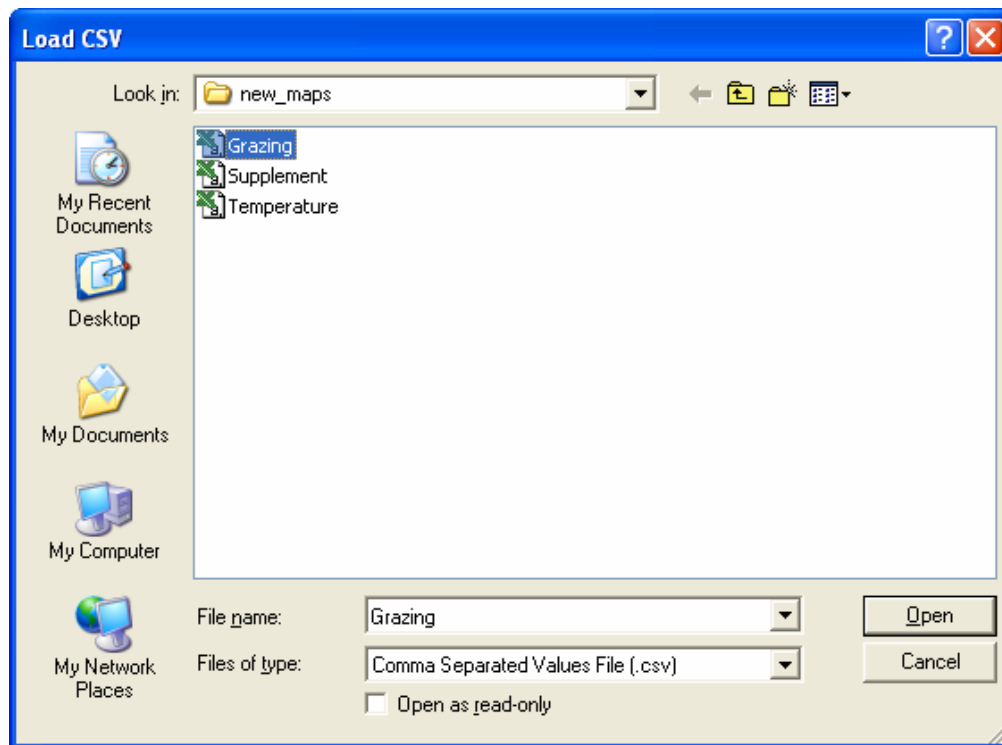 Load CSV
Look in: new_maps
Grazing
Supplement
Temperature
My Recent
Documents
Desktop
My Documents
My Computer
My Network
Places
File name: Grazing Open
Files of type: Comma Separated Values File (.csv) Cancel
Open as read-only